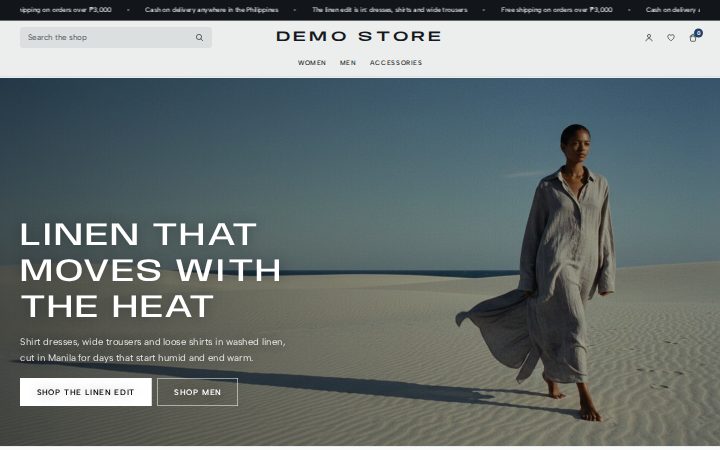 shipping on orders over ₱3,000 • Cash on delivery anywhere in the Philippines • The linen edit is in: dresses, shirts and wide trousers • Free shipping on orders over ₱3,000 • Cash on delivery
Search the shop
DEMO STORE
0
WOMEN MEN ACCESSORIES
LINEN THAT
MOVES WITH
THE HEAT
Shirt dresses, wide trousers and loose shirts in washed linen,
cut in Manila for days that start humid and end warm.
SHOP THE LINEN EDIT SHOP MEN